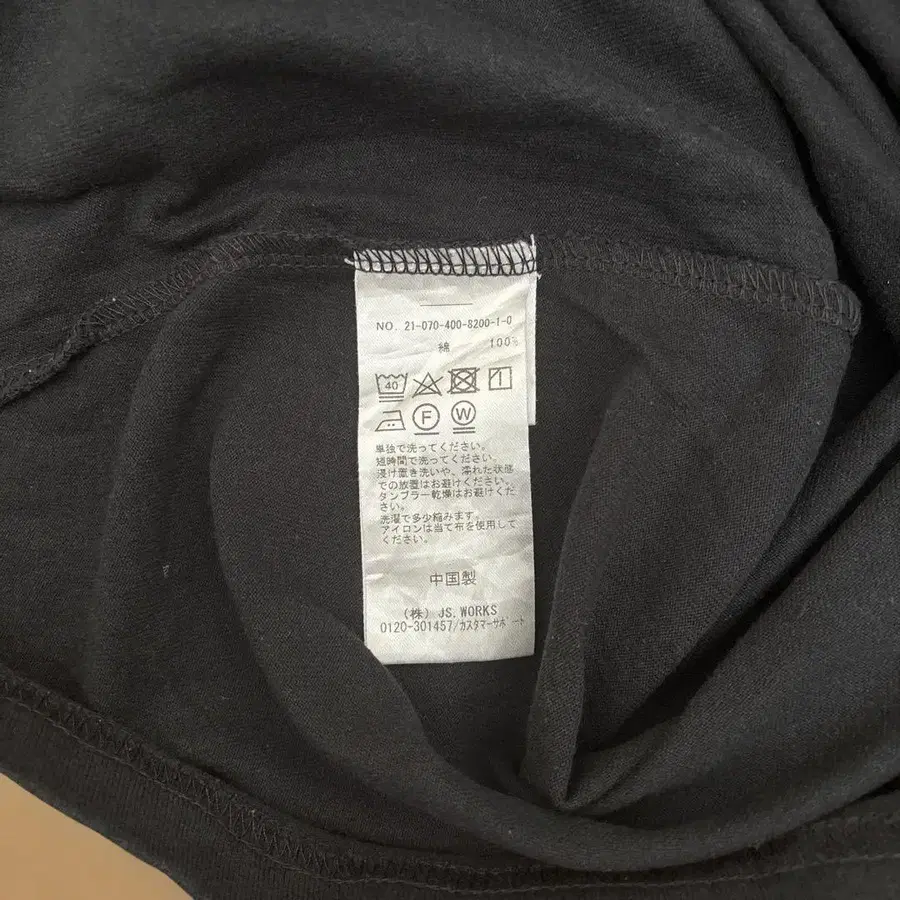 NO. 21-070-400-8200-1-0
綿 100%
40
F W
単独で洗ってください。
短時間で洗ってください。
浸け置き洗いや、濡れた状態
での放置はお避けください。
タンブラー乾燥はお避けくだ
さい。
洗濯で多少縮みます。
アイロンは当て布を使用して
ください。
中国製
(株) JS.WORKS
0120-301457/カスタマーサポート